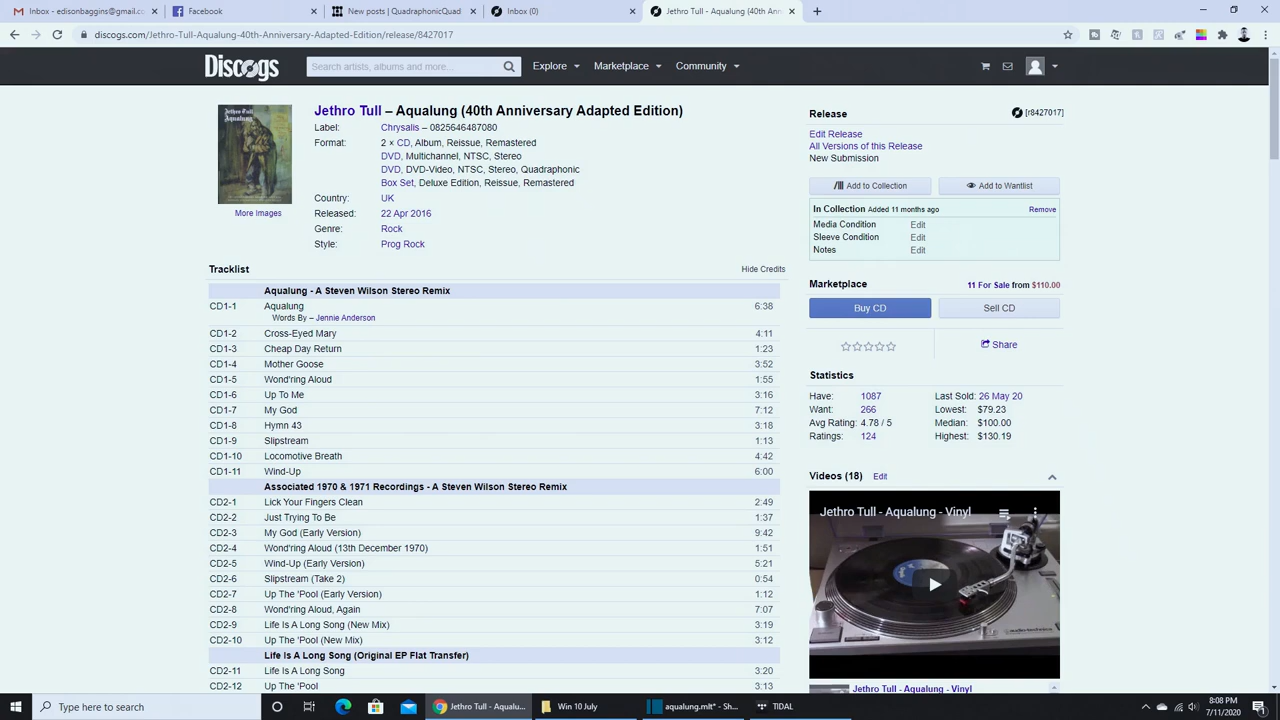 Inbox - edisonbaggins@gmail.co
Facebook
New posts | QuadraphonicQuad
Inbox (0)
Jethro Tull - Aqualung (40th Ann
discogs.com/Jethro-Tull-Aqualung-40th-Anniversary-Adapted-Edition/release/8427017
Discogs
Search artists, albums and more...
Explore
Marketplace
Community
Jethro Tull – Aqualung (40th Anniversary Adapted Edition)
Label: Chrysalis – 0825646487080
Format: 2 × CD, Album, Reissue, Remastered
DVD, Multichannel, NTSC, Stereo
DVD, DVD-Video, NTSC, Stereo, Quadraphonic
Box Set, Deluxe Edition, Reissue, Remastered
Country: UK
Released: 22 Apr 2016
Genre: Rock
Style: Prog Rock
More Images
Tracklist
Hide Credits
Aqualung - A Steven Wilson Stereo Remix
CD1-1 Aqualung 6:38
Words By – Jennie Anderson
CD1-2 Cross-Eyed Mary 4:11
CD1-3 Cheap Day Return 1:23
CD1-4 Mother Goose 3:52
CD1-5 Wond'ring Aloud 1:55
CD1-6 Up To Me 3:16
CD1-7 My God 7:12
CD1-8 Hymn 43 3:18
CD1-9 Slipstream 1:13
CD1-10 Locomotive Breath 4:42
CD1-11 Wind-Up 6:00
Associated 1970 & 1971 Recordings - A Steven Wilson Stereo Remix
CD2-1 Lick Your Fingers Clean 2:49
CD2-2 Just Trying To Be 1:37
CD2-3 My God (Early Version) 9:42
CD2-4 Wond'ring Aloud (13th December 1970) 1:51
CD2-5 Wind-Up (Early Version) 5:21
CD2-6 Slipstream (Take 2) 0:54
CD2-7 Up The 'Pool (Early Version) 1:12
CD2-8 Wond'ring Aloud, Again 7:07
CD2-9 Life Is A Long Song (New Mix) 3:19
CD2-10 Up The 'Pool (New Mix) 3:12
Life Is A Long Song (Original EP Flat Transfer)
CD2-11 Life Is A Long Song 3:20
CD2-12 Up The 'Pool 3:13
Release
[r8427017]
Edit Release
All Versions of this Release
New Submission
Add to Collection
Add to Wantlist
In Collection Added 11 months ago
Remove
Media Condition Edit
Sleeve Condition Edit
Notes Edit
Marketplace
11 For Sale from $110.00
Buy CD
Sell CD
Share
Statistics
Have: 1087
Want: 266
Avg Rating: 4.78 / 5
Ratings: 124
Last Sold: 26 May 20
Lowest: $79.23
Median: $100.00
Highest: $130.19
Videos (18)
Edit
Jethro Tull - Aqualung - Vinyl
Jethro Tull - Aqualung - Vinyl
Type here to search
Jethro Tull - Aqualu...
Win 10 July
aqualung.mlt* - Sh...
TIDAL
8:08 PM
7/11/2020